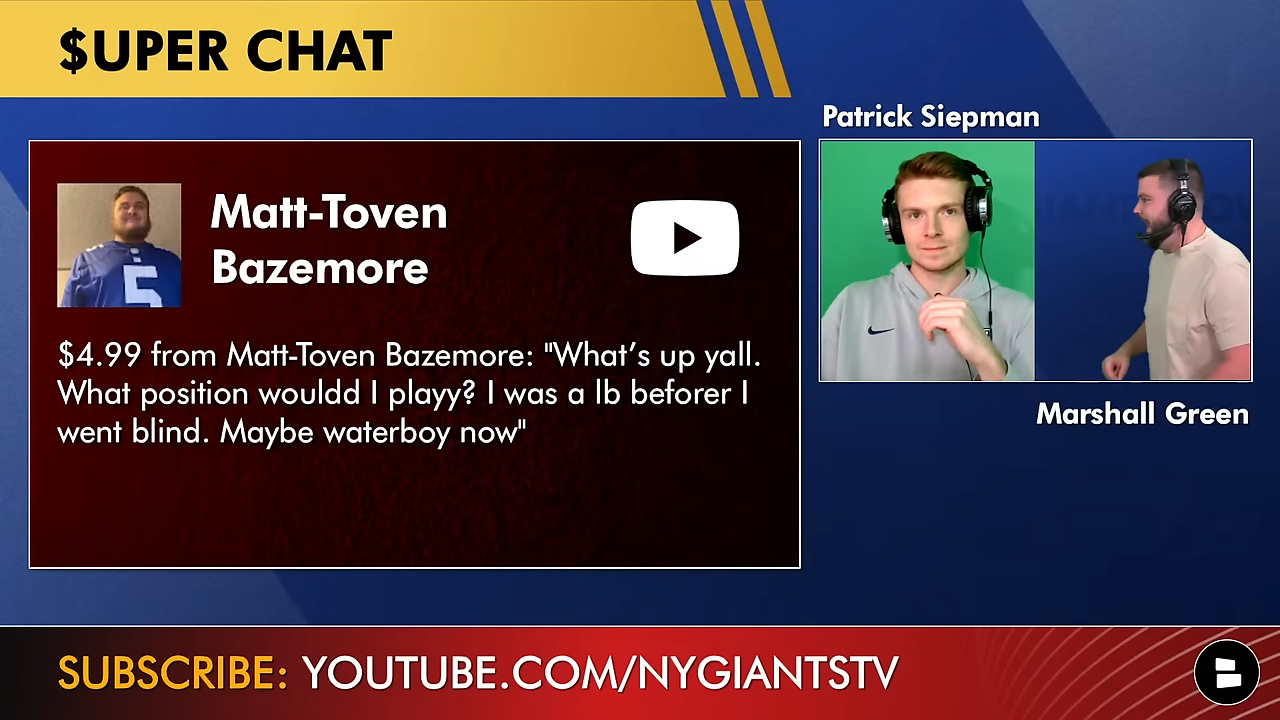 $UPER CHAT
Patrick Siepman
Matt-Toven
Bazemore
5
$4.99 from Matt-Toven Bazemore: "What’s up yall.
What position wouldd I playy? I was a lb beforer I
went blind. Maybe waterboy now"
Marshall Green
SUBSCRIBE: YOUTUBE.COM/NYGIANTSTV